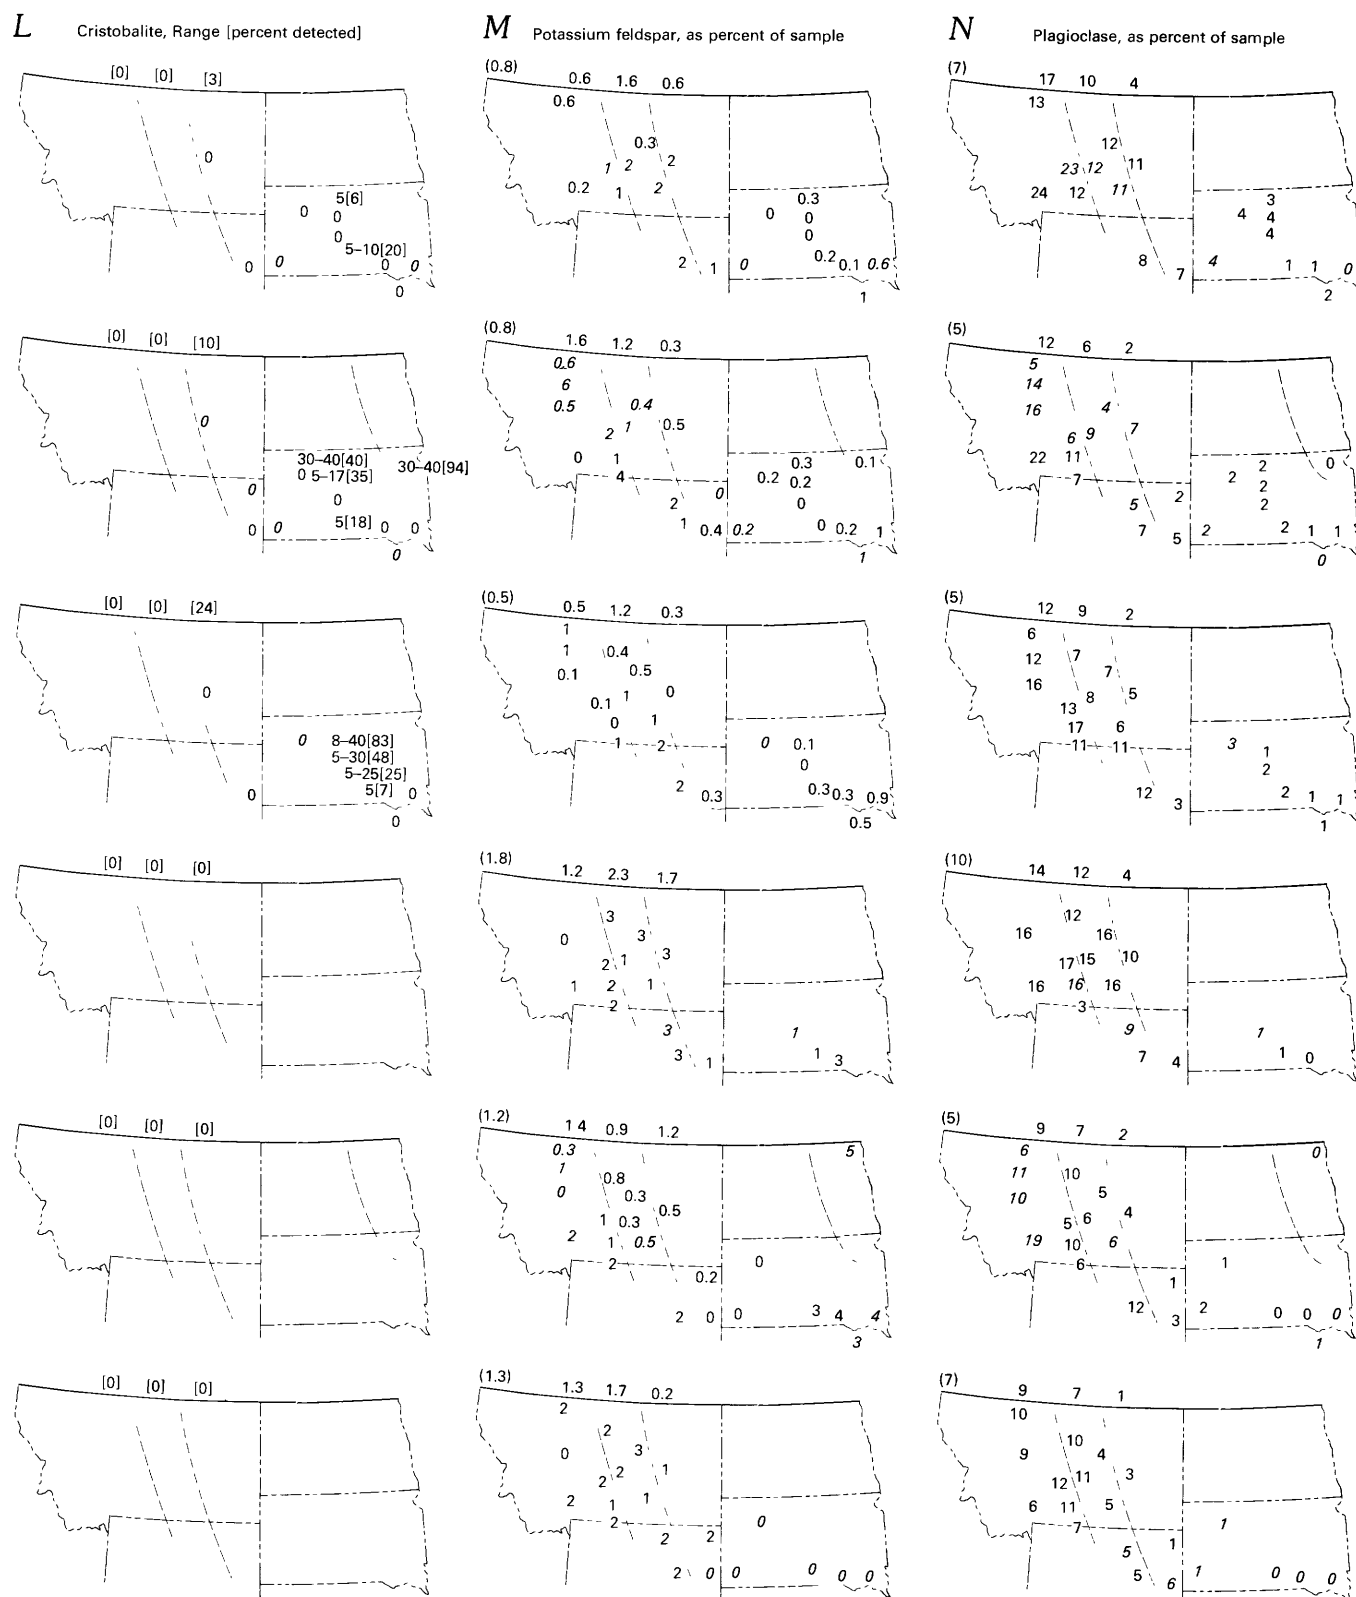 L Cristobalite, Range [percent detected]
[0] [0] [3]
0
5[6]
0 0
0
5–10[20]
0 0 0 0
0
[0] [0] [10]
0
30–40[40] 30–40[94]
0 5–17[35]
0 0
0 0 5[18] 0 0
0
[0] [0] [24]
0
0 8–40[83]
5–30[48]
5–25[25]
0 5[7] 0
0
[0] [0] [0]
[0] [0] [0]
[0] [0] [0]
M Potassium feldspar, as percent of sample
(0.8) 0.6 1.6 0.6
0.6
0.3
1 2 2
0.2 1 2 0.3
0 0
0
2 1 0 0.2 0.1 0.6
1
(0.8) 1.6 1.2 0.3
0.6
6
0.5 0.4
2 1 0.5
0 1 0.3 0.1
4 0.2 0.2
0
2 0
1 0.4 0.2 0 0.2 1
1
(0.5) 0.5 1.2 0.3
1
1 0.4
0.1 0.5
0.1 1 0
0 1
1 2 0 0.1
0
2 0.3 0.3 0.3 0.9
0.5
(1.8) 1.2 2.3 1.7
3
0 3
2 1 3
1 2 1
2
3 1
3 1 1 3
(1.2) 1 4 0.9 1.2
0.3 5
1 0.8
0 0.3
1 0.3 0.5
2 1 0.5
2 0
0.2
2 0 0 3 4 4
3
(1.3) 1.3 1.7 0.2
2
2
0 3
2 2 1
2 1 1
2 2 2 0
2 0 0 0 0 0
N Plagioclase, as percent of sample
(7) 17 10 4
13
12
23 12 11
24 12 11 3
4 4
4
8 7 4 1 1 0
2
(5) 12 6 2
5
14
16 4
6 9 7
22 11 2 0
7 2 2
5 2 2
7 5 2 2 1 1
0
(5) 12 9 2
6
12 7
16 7
13 8 5
17 6
11 11 3 1
2
12 3 2 1 1
1
(10) 14 12 4
12
16 16
17 15 10
16 16 16
3
9 1
7 4 1 0
(5) 9 7 2
6 0
11 10
10 5
5 6 4
19 10 6
6 1
1
12 3 2 0 0 0
1
(7) 9 7 1
10
10
9 4
12 11 3
6 11 5
7 1
5 1
5 6 1 0 0 0